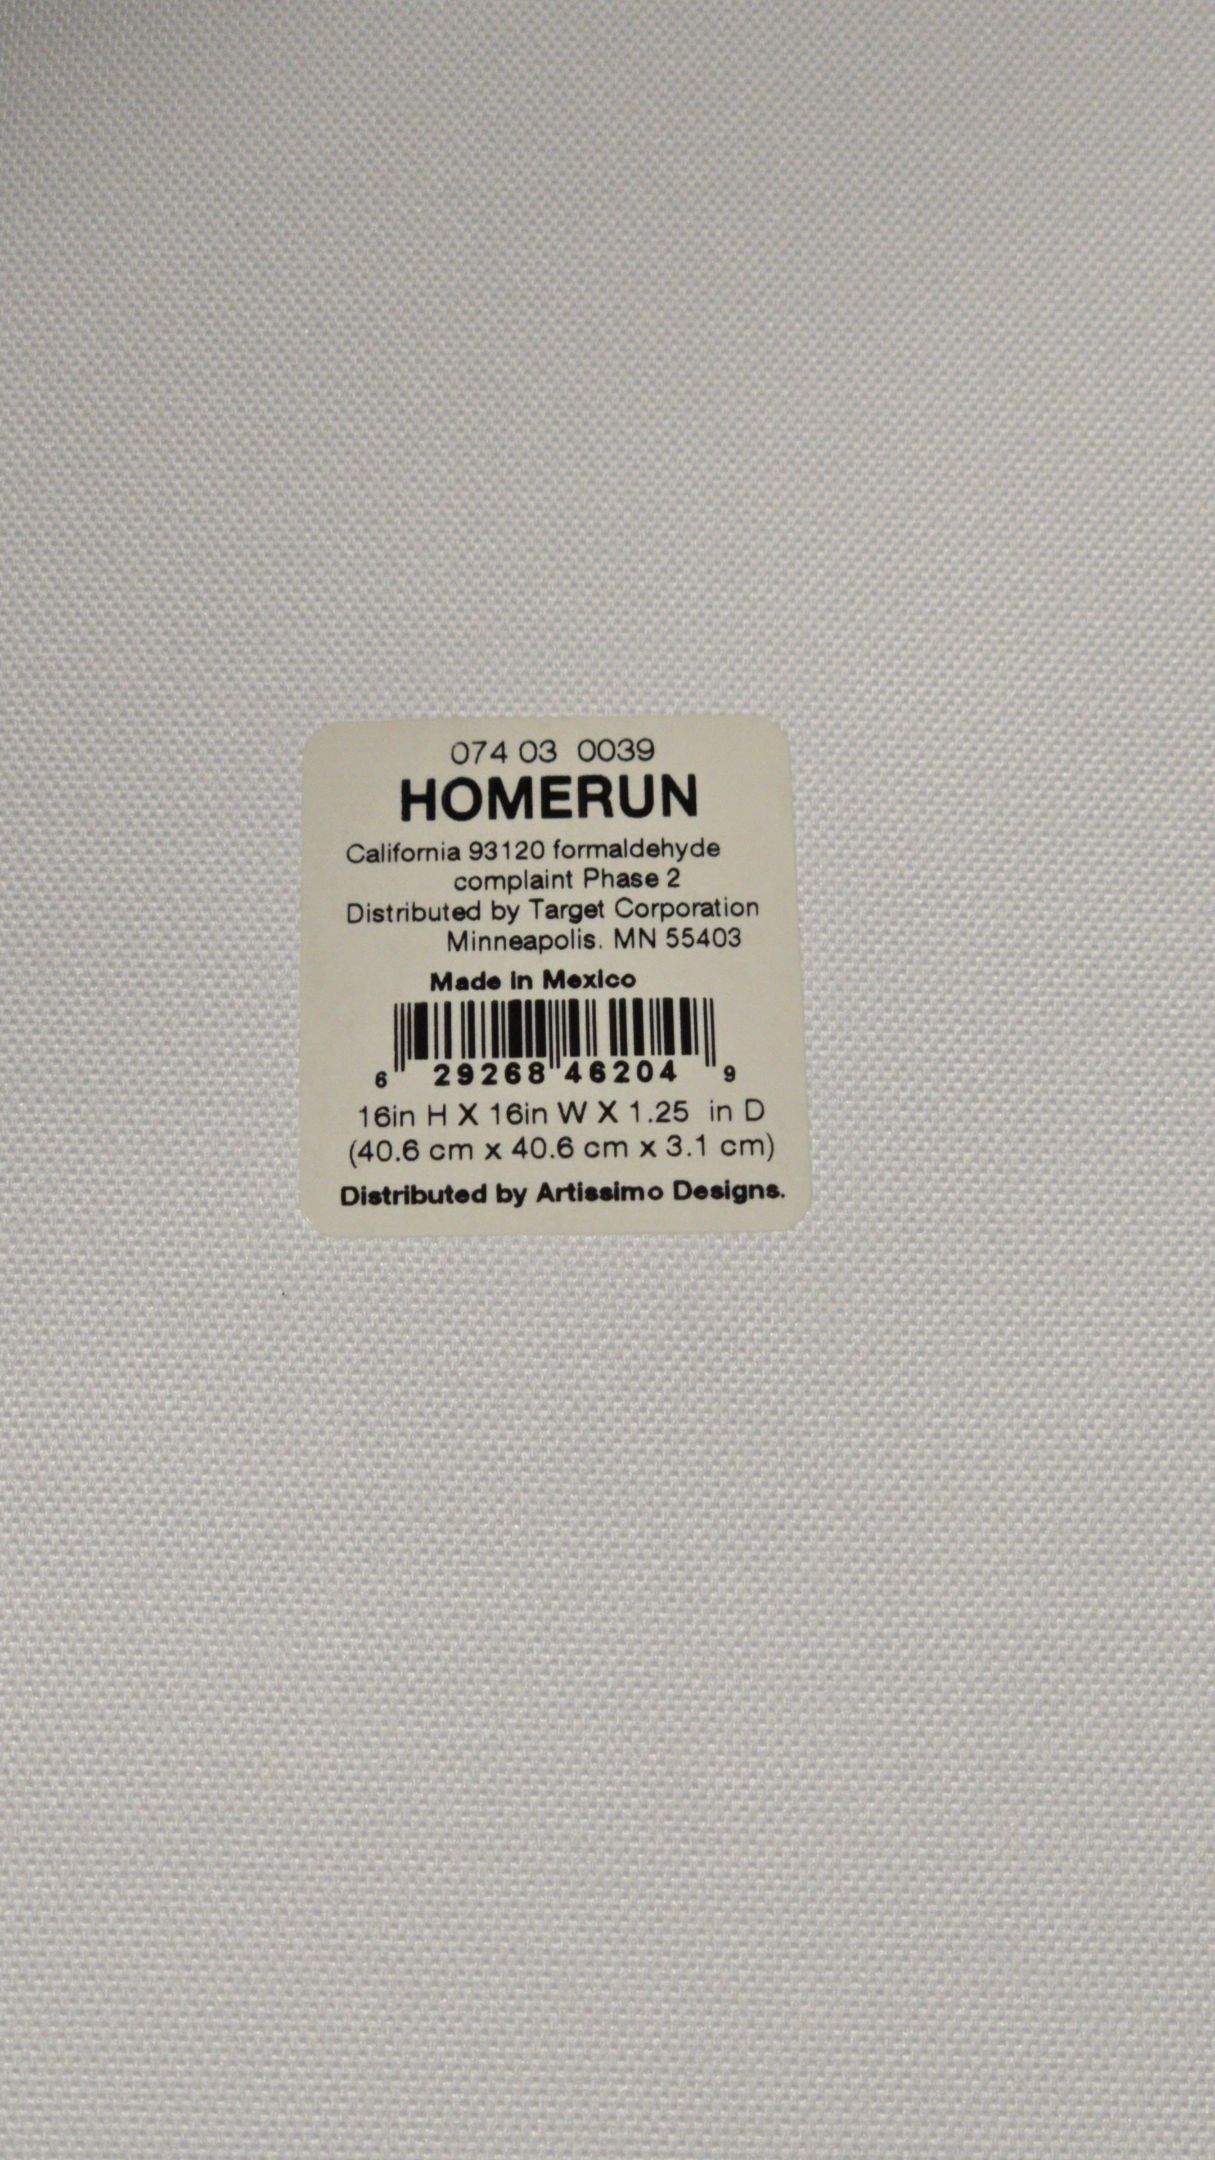 074 03 0039
HOMERUN
California 93120 formaldehyde
complaint Phase 2
Distributed by Target Corporation
Minneapolis. MN 55403
Made in Mexico
6 29268 46204 9
16in H X 16in W X 1.25 in D
(40.6 cm x 40.6 cm x 3.1 cm)
Distributed by Artissimo Designs.